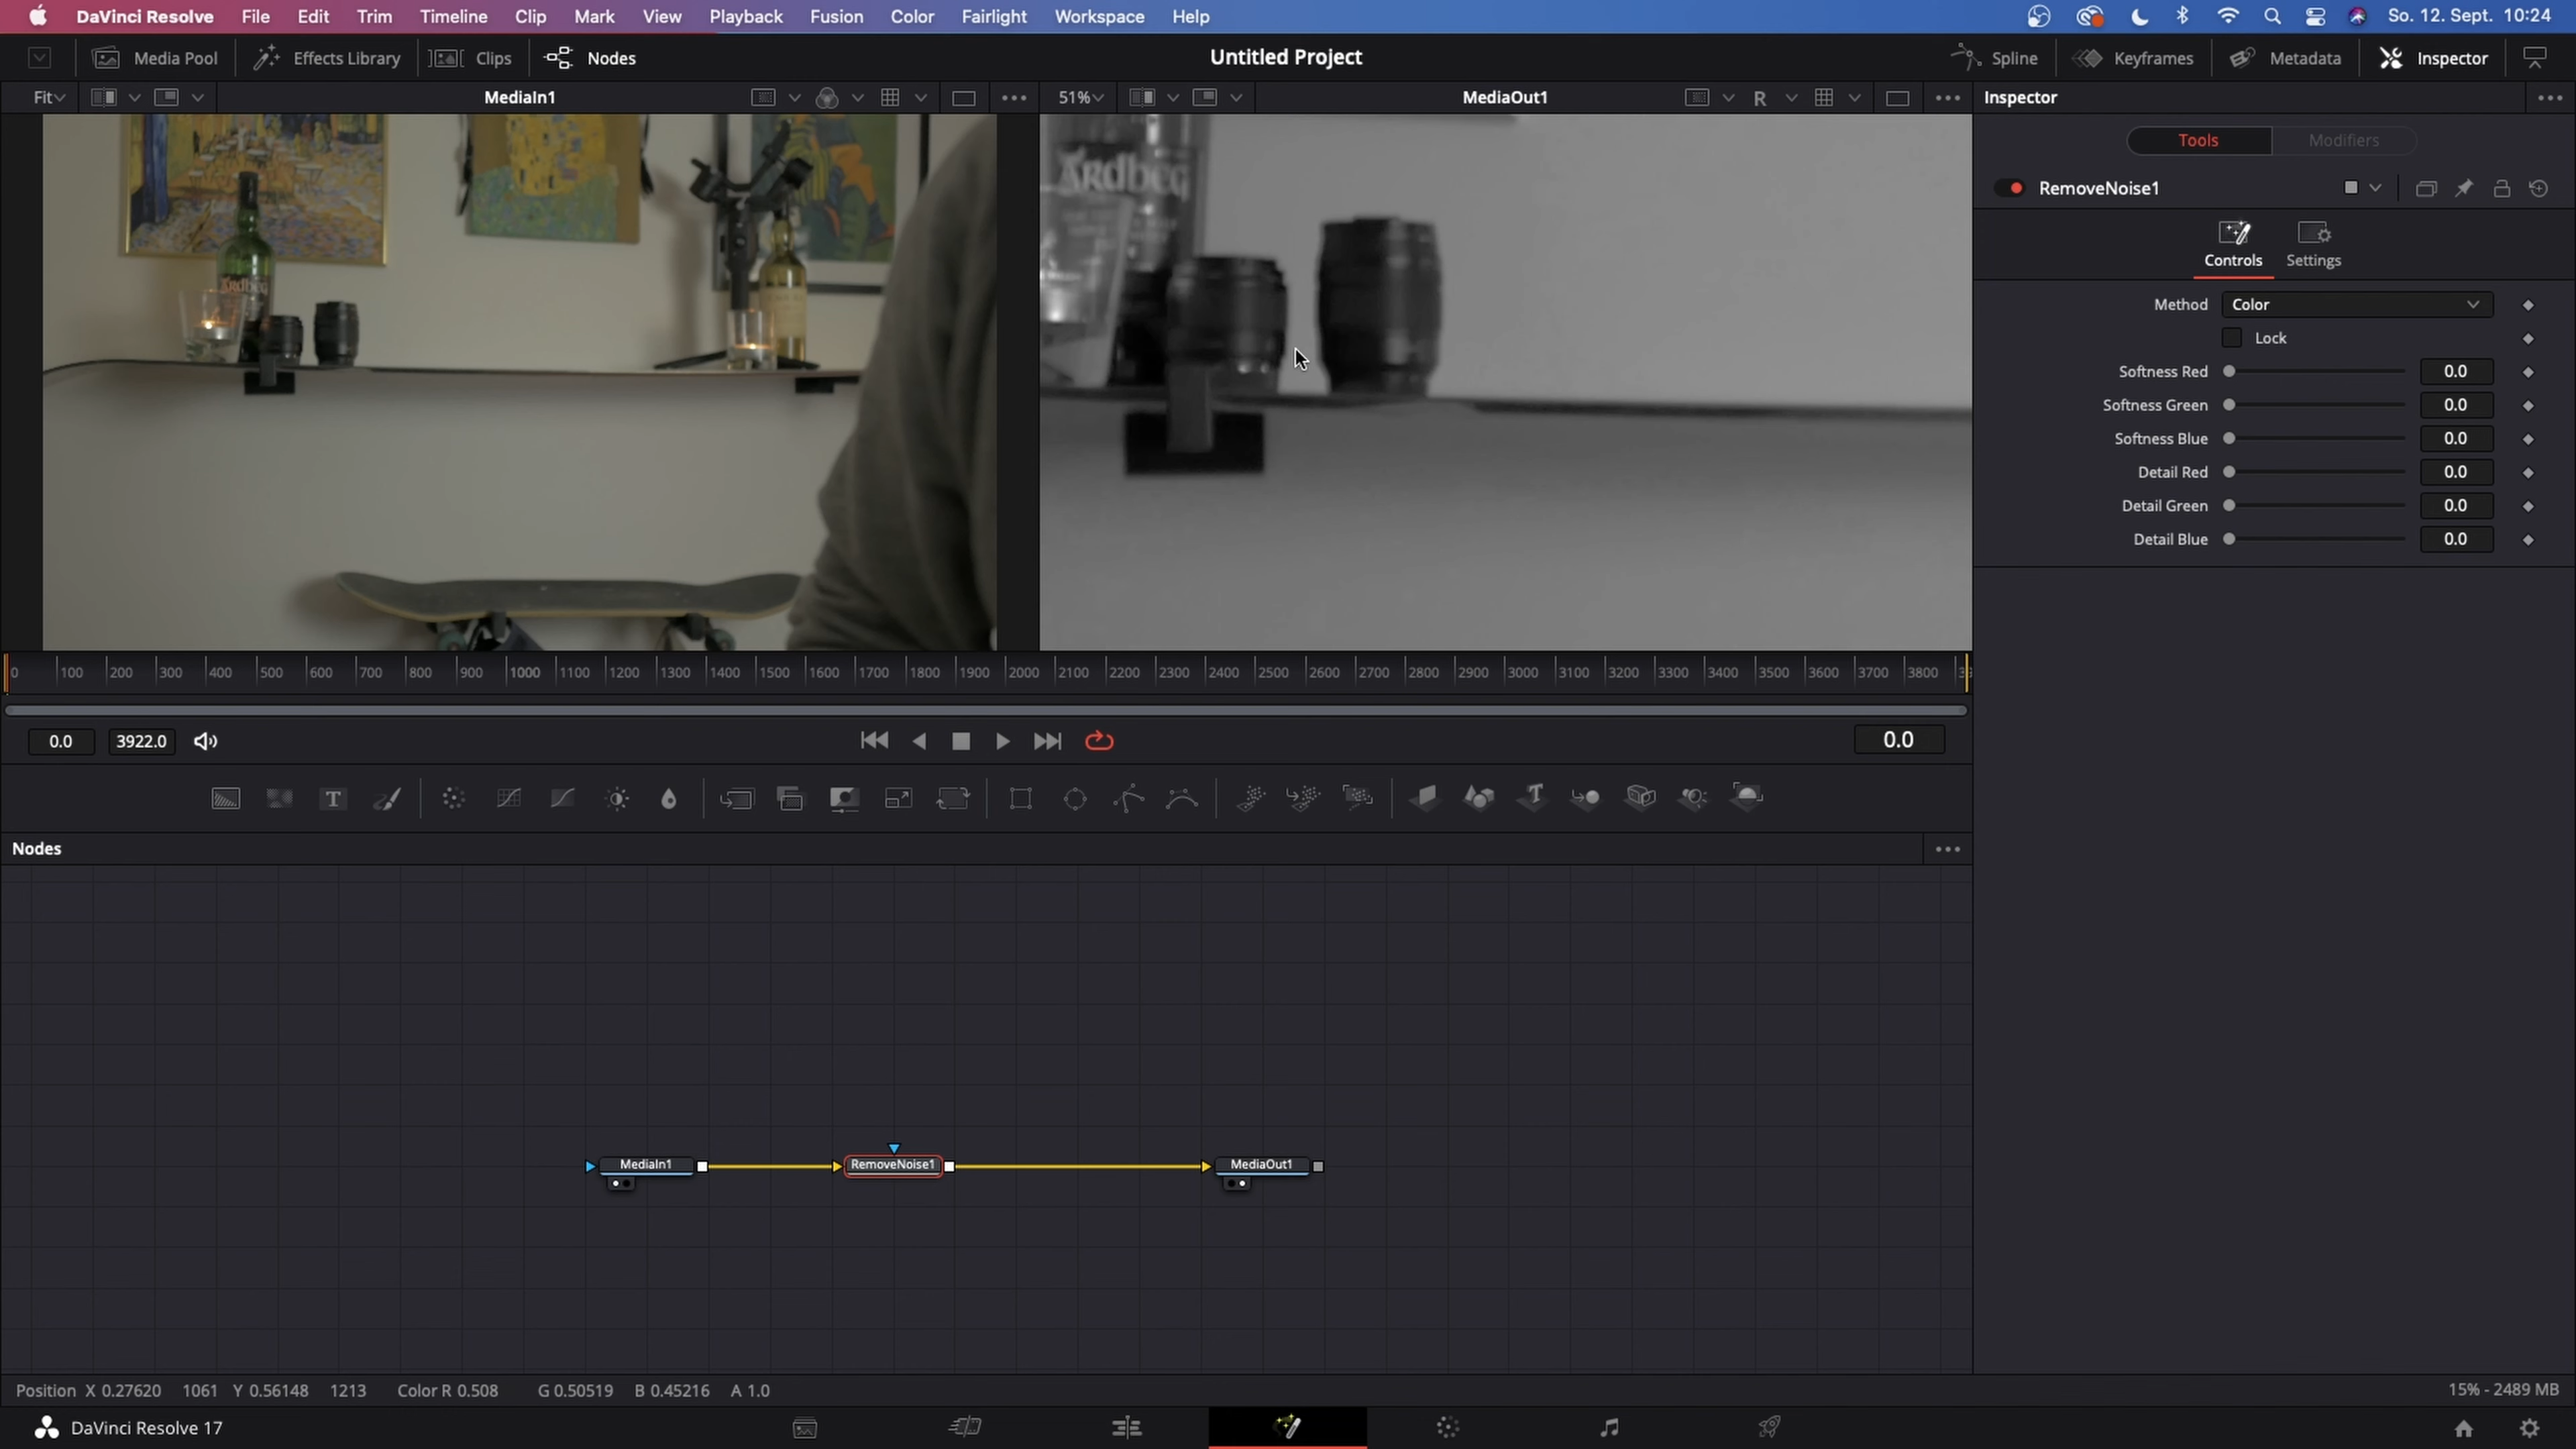 DaVinci Resolve File Edit Trim Timeline Clip Mark View Playback Fusion Color Fairlight Workspace Help So. 12. Sept. 10:24
Media Pool Effects Library Clips Nodes Untitled Project Spline Keyframes Metadata Inspector
Fit MediaIn1 51% MediaOut1 R Inspector
Tools Modifiers
RemoveNoise1
Controls Settings
Method Color
Lock
Softness Red 0.0
Softness Green 0.0
Softness Blue 0.0
Detail Red 0.0
Detail Green 0.0
Detail Blue 0.0
ARdbeg
ARdbeg
0 100 200 300 400 500 600 700 800 900 1000 1100 1200 1300 1400 1500 1600 1700 1800 1900 2000 2100 2200 2300 2400 2500 2600 2700 2800 2900 3000 3100 3200 3300 3400 3500 3600 3700 3800
0.0 3922.0 0.0
T T
Nodes
MediaIn1 RemoveNoise1 MediaOut1
Position X 0.27620 1061 Y 0.56148 1213 Color R 0.508 G 0.50519 B 0.45216 A 1.0 15% - 2489 MB
DaVinci Resolve 17